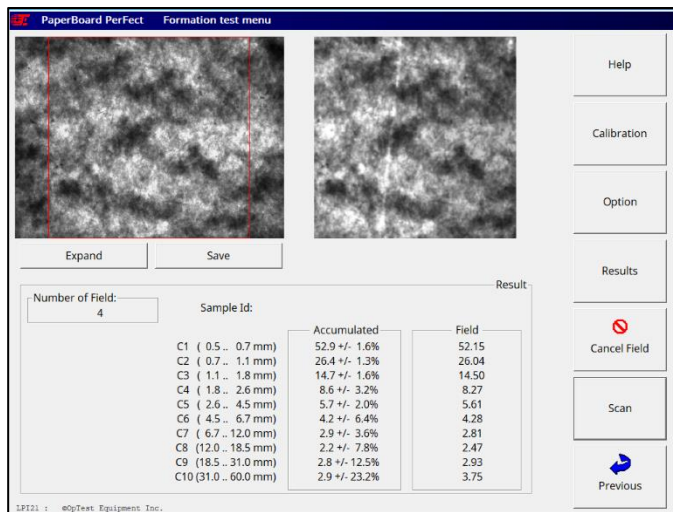 PaperBoard PerFect Formation test menu
Expand
Save
Result
Number of Field:
4
Sample Id:
Accumulated Field
C1 ( 0.5 .. 0.7 mm) 52.9 +/- 1.6% 52.15
C2 ( 0.7 .. 1.1 mm) 26.4 +/- 1.3% 26.04
C3 ( 1.1 .. 1.8 mm) 14.7 +/- 1.6% 14.50
C4 ( 1.8 .. 2.6 mm) 8.6 +/- 3.2% 8.27
C5 ( 2.6 .. 4.5 mm) 5.7 +/- 2.0% 5.61
C6 ( 4.5 .. 6.7 mm) 4.2 +/- 6.4% 4.28
C7 ( 6.7 .. 12.0 mm) 2.9 +/- 3.6% 2.81
C8 (12.0 .. 18.5 mm) 2.2 +/- 7.8% 2.47
C9 (18.5 .. 31.0 mm) 2.8 +/- 12.5% 2.93
C10 (31.0 .. 60.0 mm) 2.9 +/- 23.2% 3.75
LPI21 : ©OpTest Equipment Inc.
Help
Calibration
Option
Results
Cancel Field
Scan
Previous